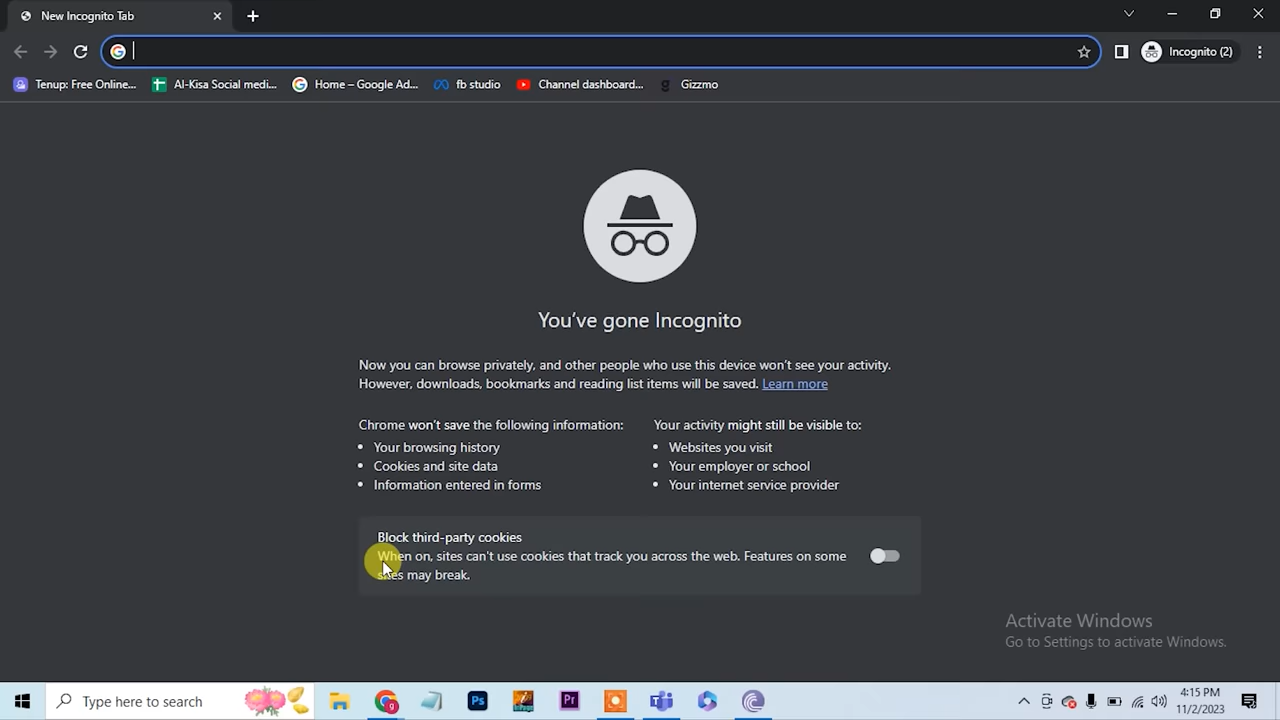 New Incognito Tab
Incognito (2)
Tenup: Free Online... Al-Kisa Social medi... Home – Google Ad... fb studio Channel dashboard... Gizzmo
You've gone Incognito
Now you can browse privately, and other people who use this device won't see your activity.
However, downloads, bookmarks and reading list items will be saved. Learn more
Chrome won't save the following information:
• Your browsing history
• Cookies and site data
• Information entered in forms
Your activity might still be visible to:
• Websites you visit
• Your employer or school
• Your internet service provider
Block third-party cookies
When on, sites can't use cookies that track you across the web. Features on some
sites may break.
Activate Windows
Go to Settings to activate Windows.
Type here to search
Ps
Pr
4:15 PM
11/2/2023